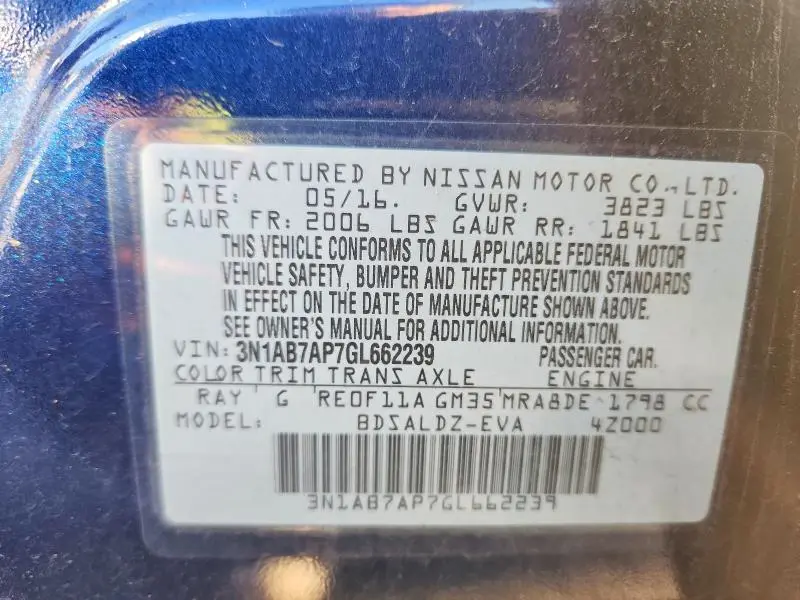 MANUFACTURED BY NISSAN MOTOR CO., LTD.
DATE: 05/16. GVWR: 3823 LBS
GAWR FR: 2006 LBS GAWR RR: 1841 LBS
THIS VEHICLE CONFORMS TO ALL APPLICABLE FEDERAL MOTOR
VEHICLE SAFETY, BUMPER AND THEFT PREVENTION STANDARDS
IN EFFECT ON THE DATE OF MANUFACTURE SHOWN ABOVE.
SEE OWNER'S MANUAL FOR ADDITIONAL INFORMATION.
VIN: 3N1AB7AP7GL662239 PASSENGER CAR.
COLOR TRIM TRANS AXLE ENGINE
RAY G RE0F11A GM35 MRA8DE 1798 CC
MODEL: BDSALDZ-EVA 4Z000
3N1AB7AP7GL662239